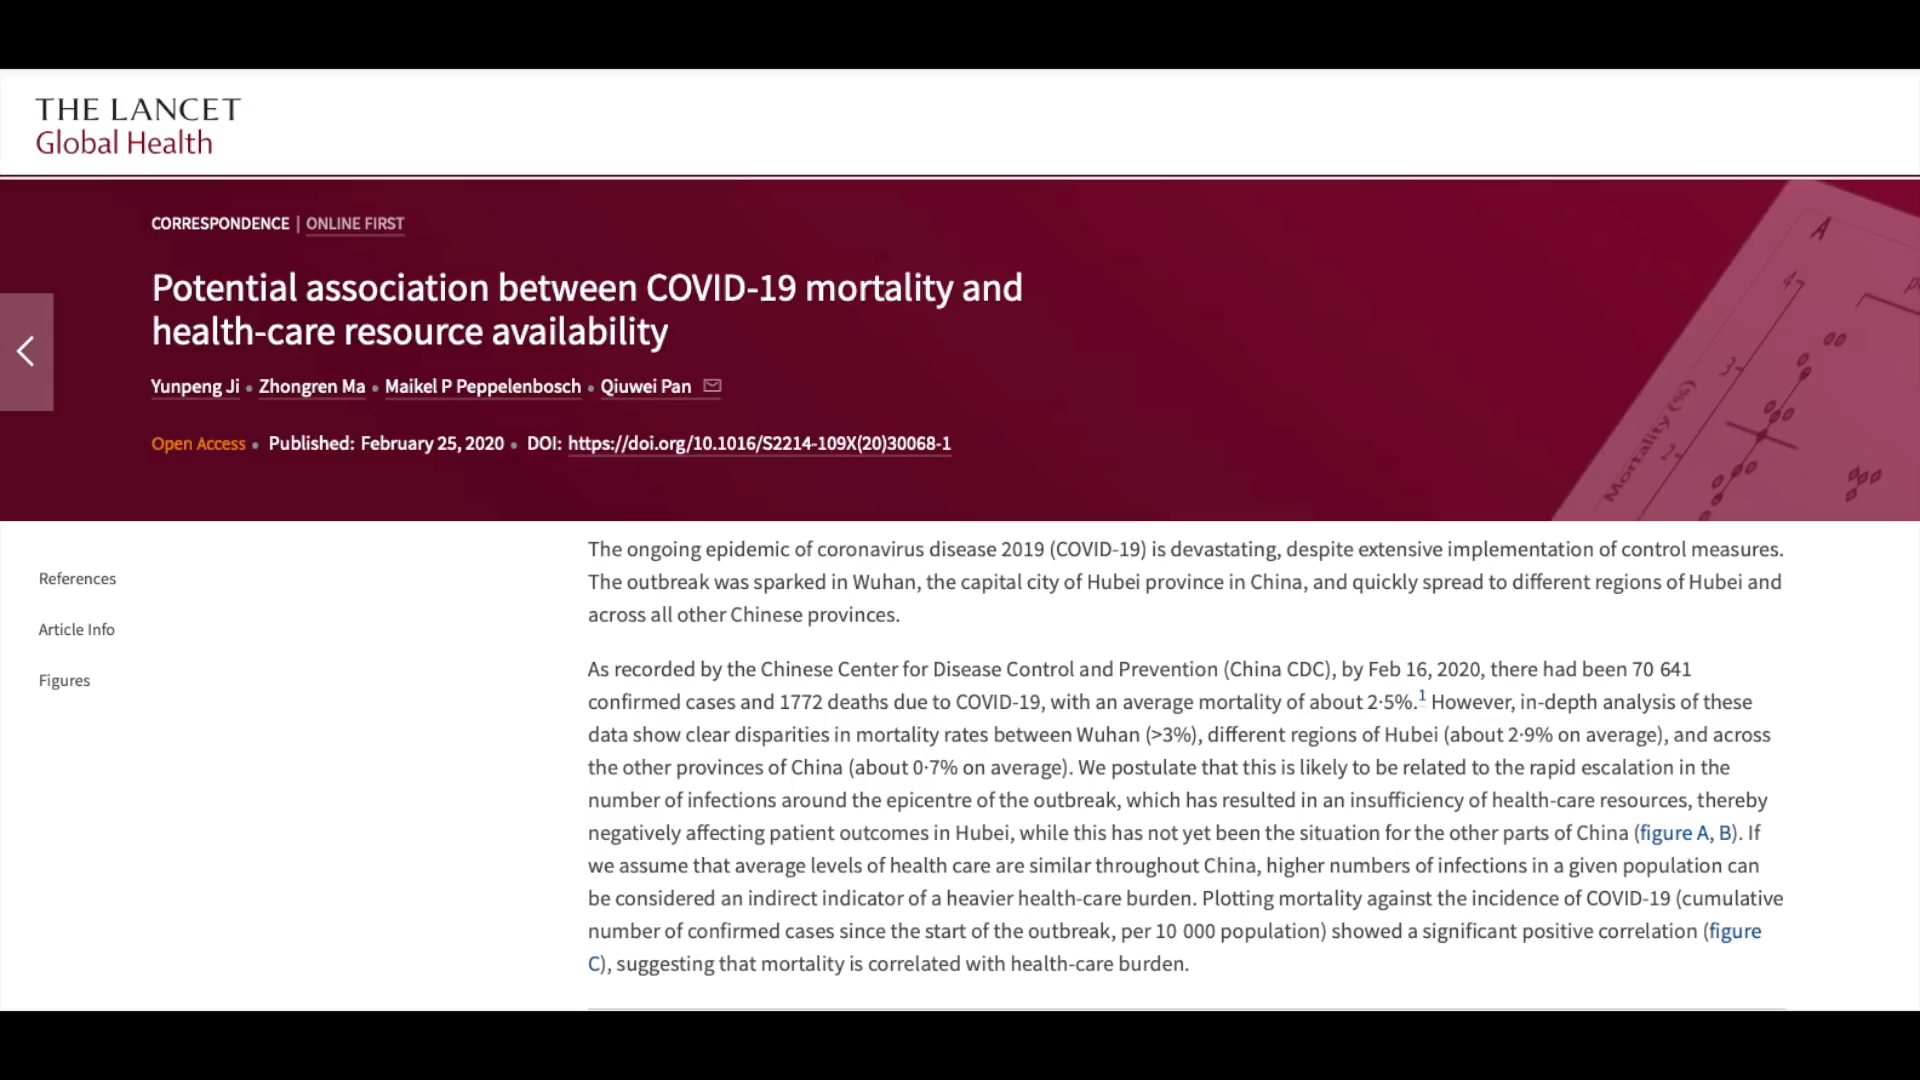 THE LANCET
Global Health
CORRESPONDENCE | ONLINE FIRST
Potential association between COVID-19 mortality and
health-care resource availability
Yunpeng Ji • Zhongren Ma • Maikel P Peppelenbosch • Qiuwei Pan
Open Access • Published: February 25, 2020 • DOI: https://doi.org/10.1016/S2214-109X(20)30068-1
A
4
3
2
Mortality (%)
References
Article Info
Figures
The ongoing epidemic of coronavirus disease 2019 (COVID-19) is devastating, despite extensive implementation of control measures.
The outbreak was sparked in Wuhan, the capital city of Hubei province in China, and quickly spread to different regions of Hubei and
across all other Chinese provinces.
As recorded by the Chinese Center for Disease Control and Prevention (China CDC), by Feb 16, 2020, there had been 70 641
confirmed cases and 1772 deaths due to COVID-19, with an average mortality of about 2·5%.1 However, in-depth analysis of these
data show clear disparities in mortality rates between Wuhan (>3%), different regions of Hubei (about 2·9% on average), and across
the other provinces of China (about 0·7% on average). We postulate that this is likely to be related to the rapid escalation in the
number of infections around the epicentre of the outbreak, which has resulted in an insufficiency of health-care resources, thereby
negatively affecting patient outcomes in Hubei, while this has not yet been the situation for the other parts of China (figure A, B). If
we assume that average levels of health care are similar throughout China, higher numbers of infections in a given population can
be considered an indirect indicator of a heavier health-care burden. Plotting mortality against the incidence of COVID-19 (cumulative
number of confirmed cases since the start of the outbreak, per 10 000 population) showed a significant positive correlation (figure
C), suggesting that mortality is correlated with health-care burden.